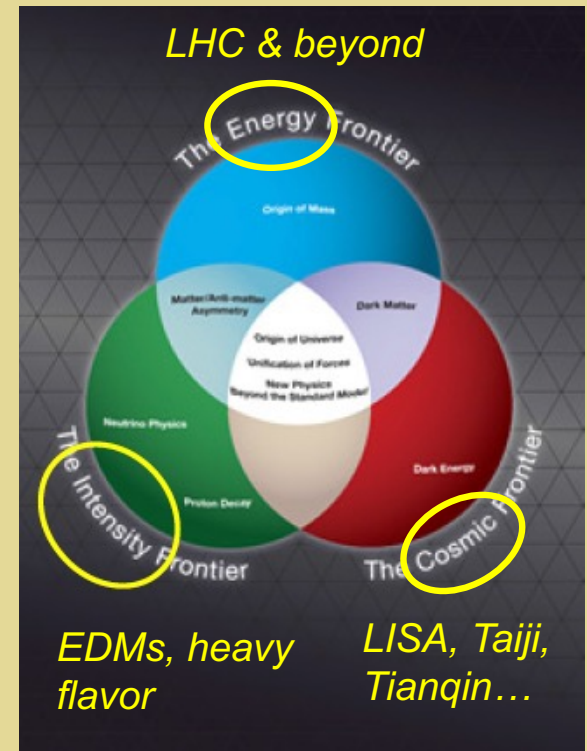 LHC & beyond
The Energy Frontier
Origin of Mass
Matter/Anti-matter
Asymmetry
Dark Matter
Origin of Universe
Unification of Forces
New Physics
Beyond the Standard Model
Neutrino Physics
Dark Energy
Proton Decay
The Intensity Frontier
The Cosmic Frontier
EDMs, heavy
flavor
LISA, Taiji,
Tianqin…